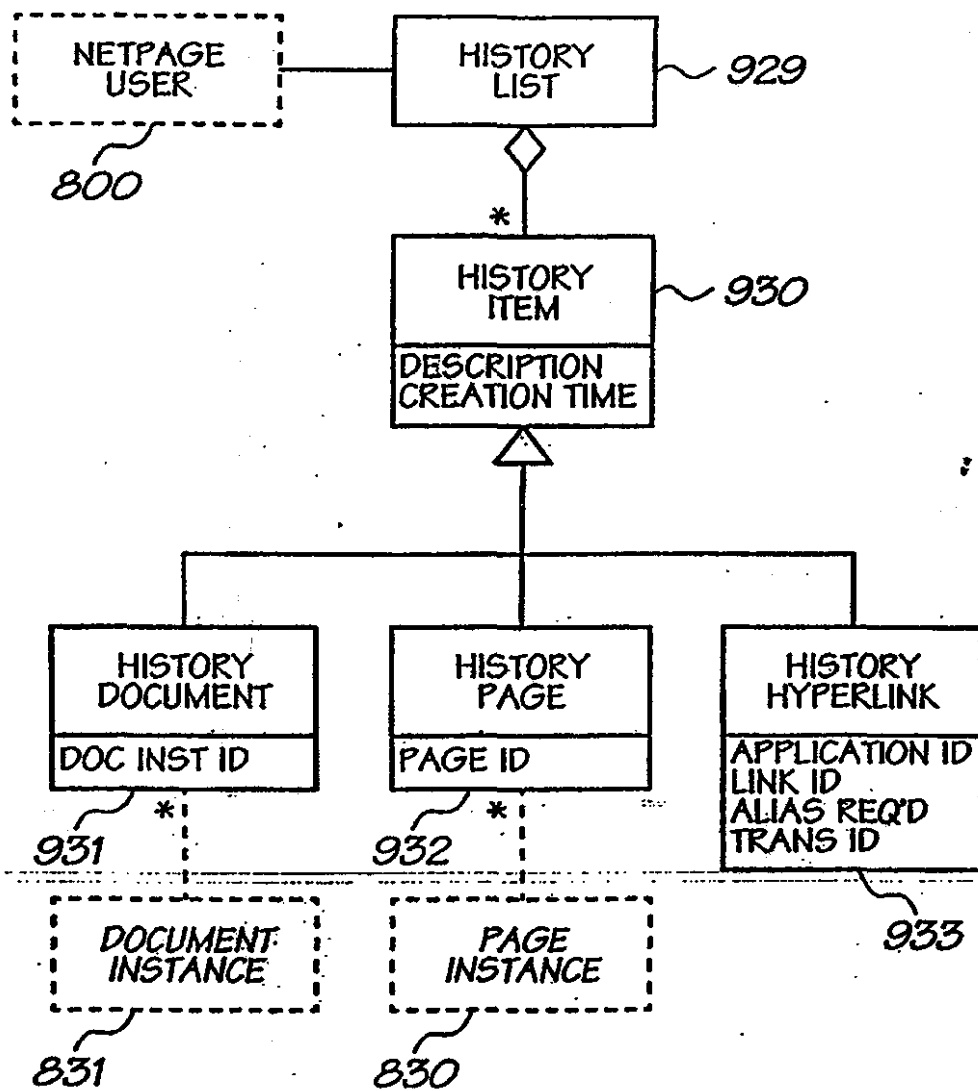 NETPAGE
USER
HISTORY
LIST
929
800
*
HISTORY
ITEM
930
DESCRIPTION
CREATION TIME
HISTORY
DOCUMENT
HISTORY
PAGE
HISTORY
HYPERLINK
DOC INST ID
PAGE ID
APPLICATION ID
LINK ID
ALIAS REQ'D
TRANS ID
*
*
931
932
933
DOCUMENT
INSTANCE
PAGE
INSTANCE
831
830